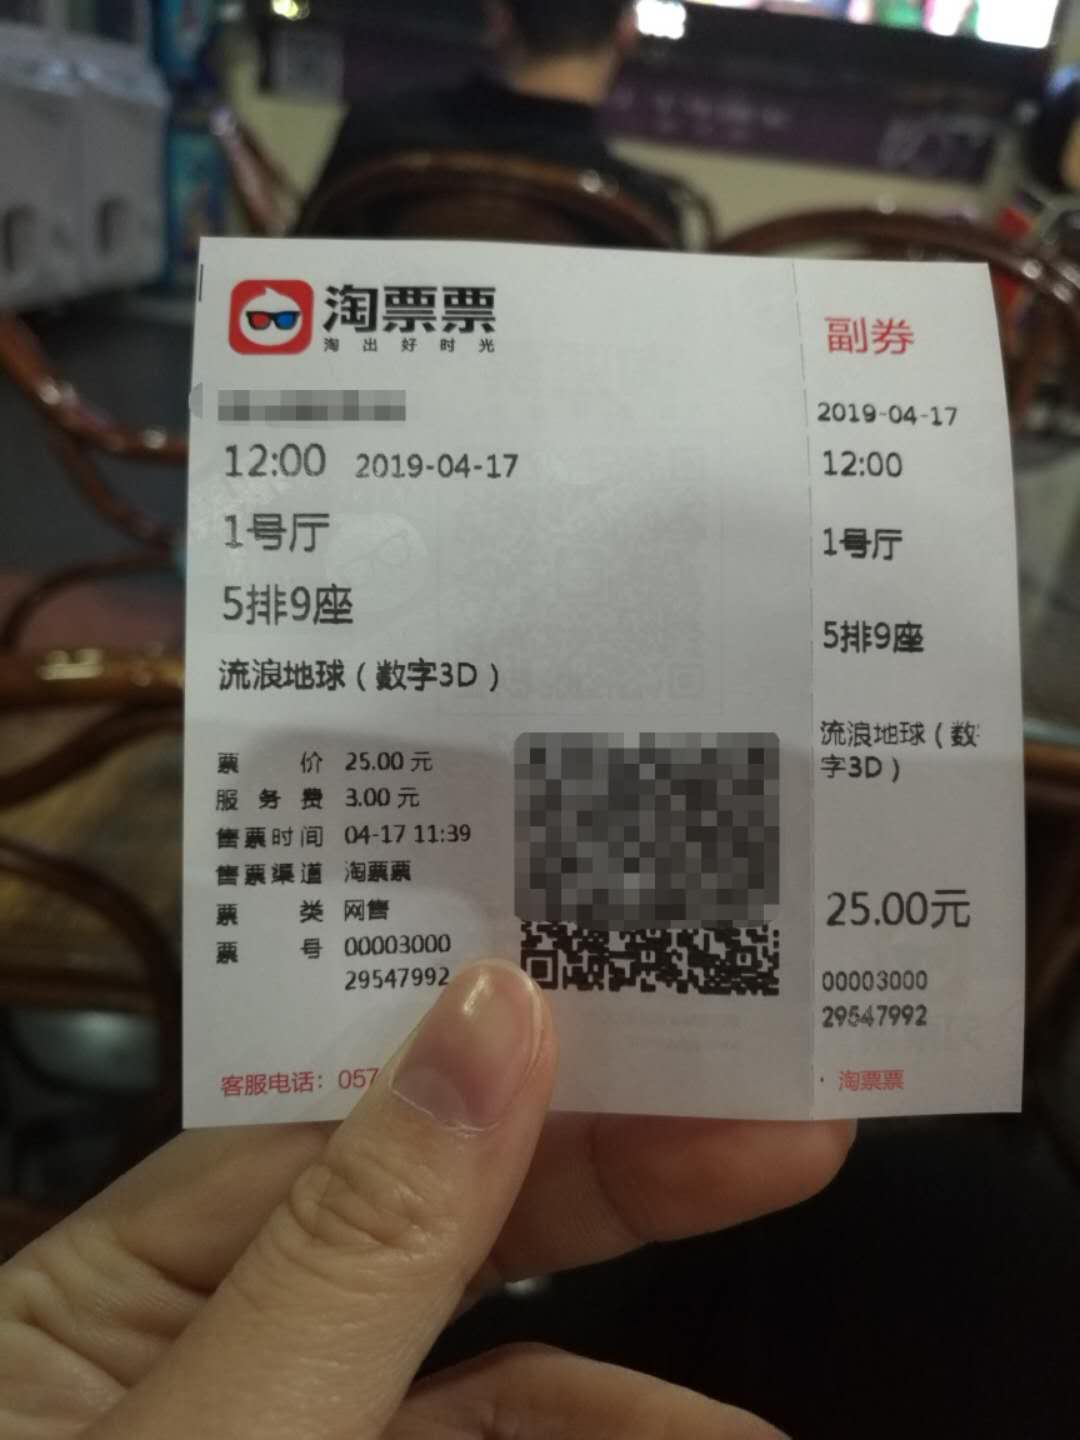 淘票票
淘出好时光
12:00 2019-04-17
1号厅
5排9座
流浪地球（数字3D）
票价 25.00 元
服务费 3.00 元
售票时间 04-17 11:39
售票渠道 淘票票
票类 网售
票号 00003000
29547992
客服电话：057
副券
2019-04-17
12:00
1号厅
5排9座
流浪地球（数
字3D）
25.00元
00003000
29547992
淘票票